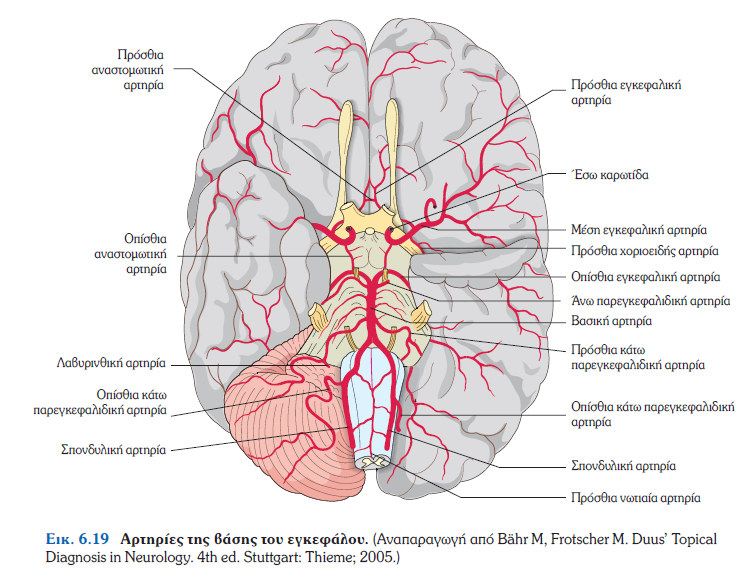 Πρόσθια
αναστομωτική
αρτηρία
Πρόσθια εγκεφαλική
αρτηρία
Έσω καρωτίδα
Μέση εγκεφαλική αρτηρία
Πρόσθια χοριοειδής αρτηρία
Οπίσθια
αναστομωτική
αρτηρία
Οπίσθια εγκεφαλική αρτηρία
Άνω παρεγκεφαλιδική αρτηρία
Βασική αρτηρία
Πρόσθια κάτω
παρεγκεφαλιδική αρτηρία
Λαβυρινθική αρτηρία
Οπίσθια κάτω
παρεγκεφαλιδική αρτηρία
Οπίσθια κάτω παρεγκεφαλιδική
αρτηρία
Σπονδυλική αρτηρία
Σπονδυλική αρτηρία
Πρόσθια νωτιαία αρτηρία
Εικ. 6.19 Αρτηρίες της βάσης του εγκεφάλου. (Αναπαραγωγή από Bähr M, Frotscher M. Duus' Topical
Diagnosis in Neurology. 4th ed. Stuttgart: Thieme; 2005.)